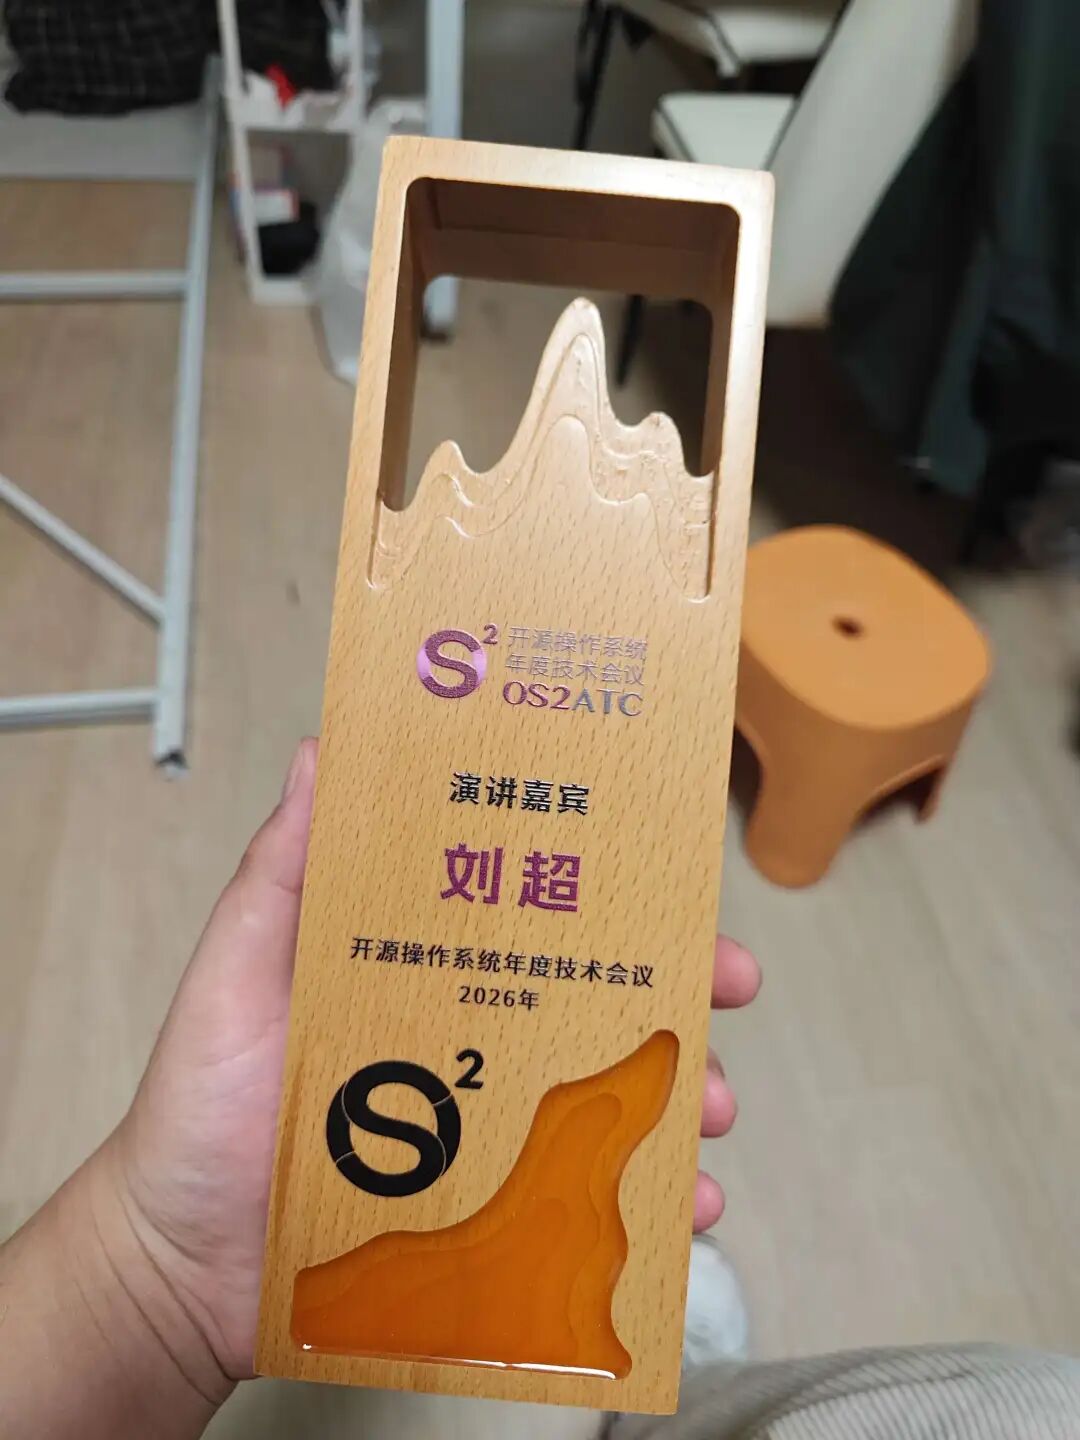 S²
开源操作系统
年度技术会议
OS2ATC
演讲嘉宾
刘超
开源操作系统年度技术会议
2026年
S²